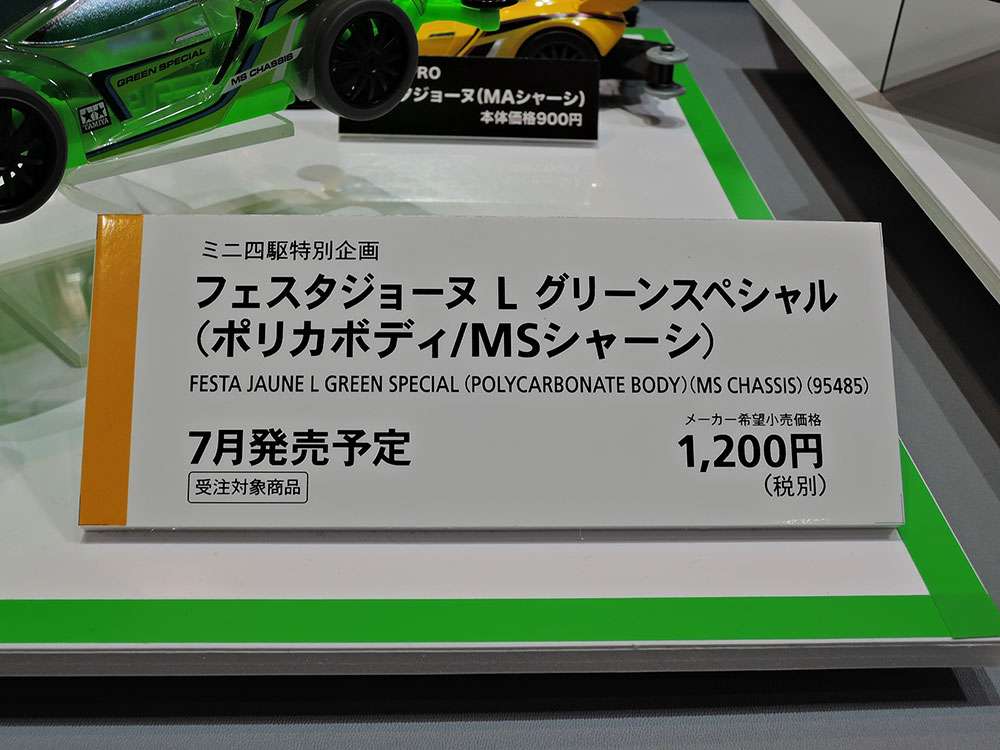 GREEN SPECIAL
MS CHASSIS
TAMIYA
ジョーヌ(MAシャーシ)
本体価格900円
ミニ四駆特別企画
フェスタジョーヌ L グリーンスペシャル
(ポリカボディ/MSシャーシ)
FESTA JAUNE L GREEN SPECIAL (POLYCARBONATE BODY) (MS CHASSIS) (95485)
7月発売予定
受注対象商品
メーカー希望小売価格
1,200円
(税別)